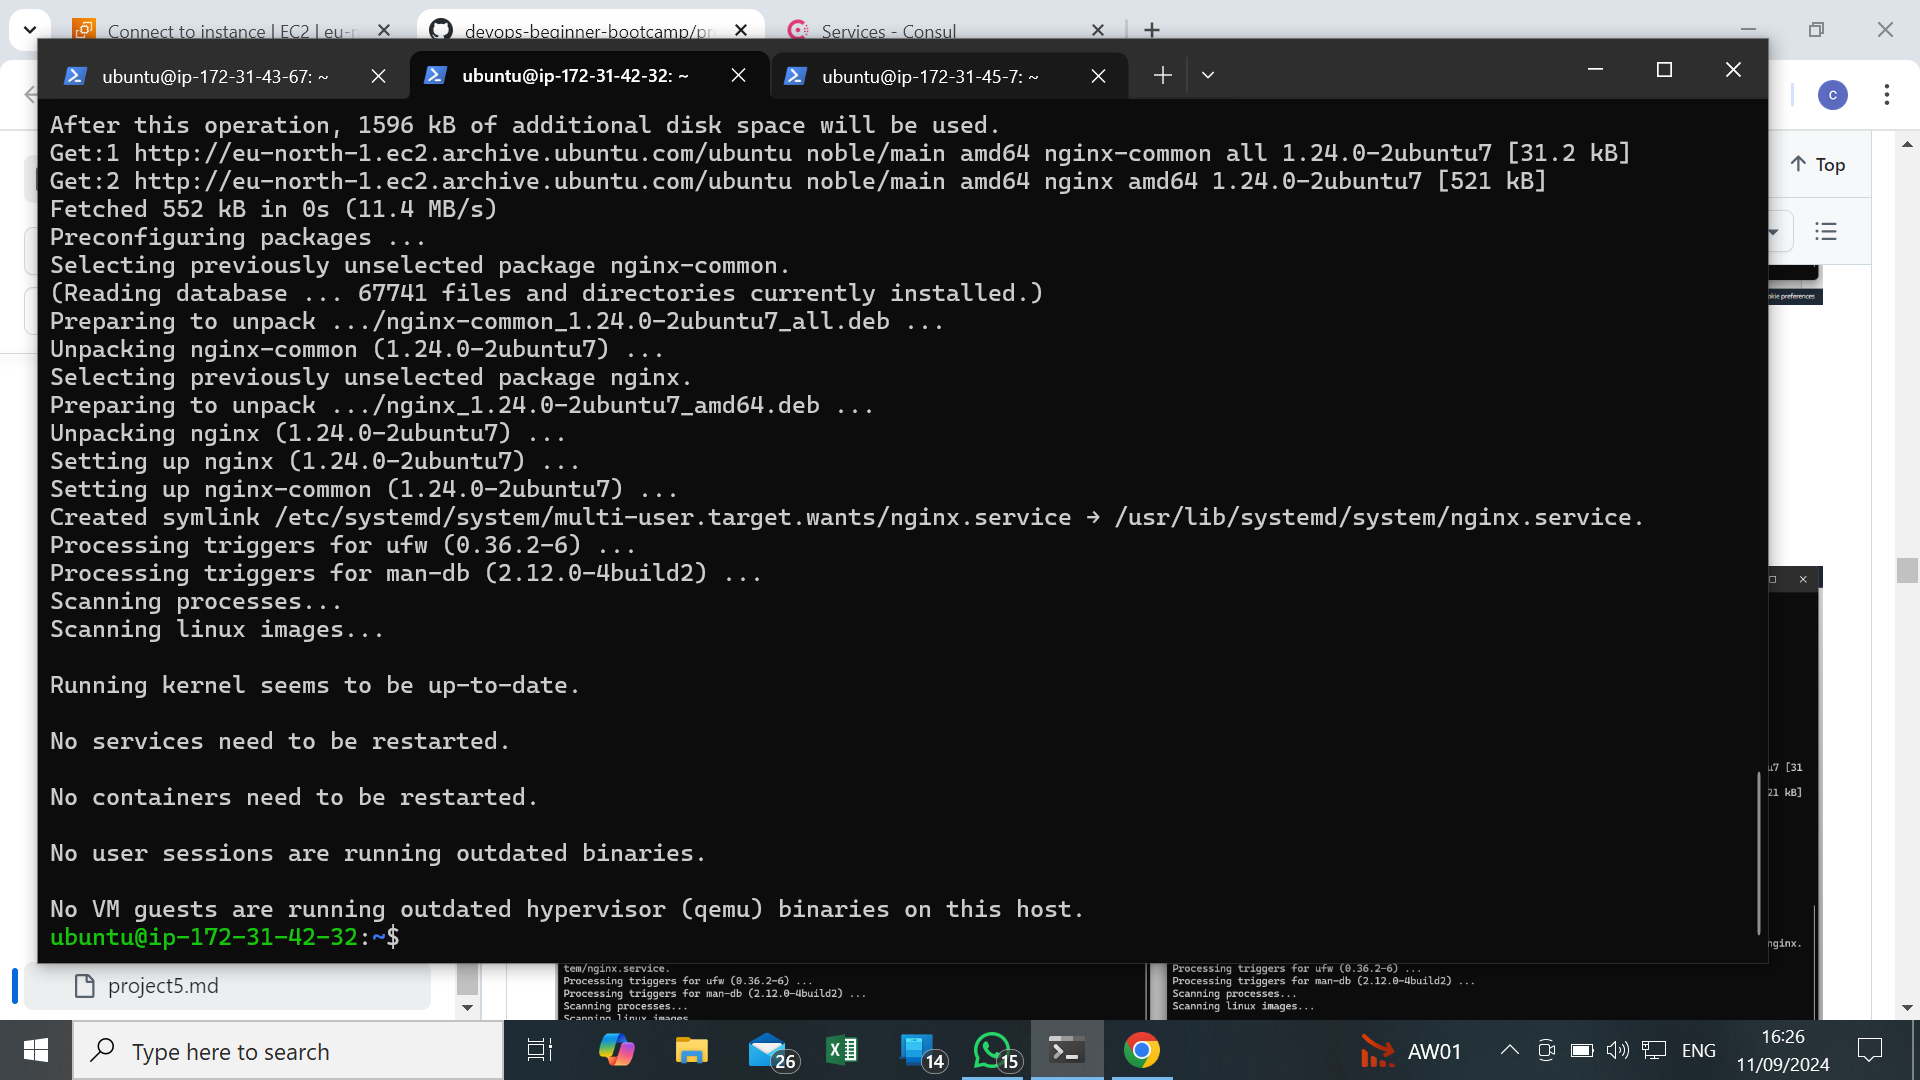 Connect to instance | EC2 | eu-n
devops-beginner-bootcamp/pr
Services - Consul
ubuntu@ip-172-31-43-67: ~
ubuntu@ip-172-31-42-32: ~
ubuntu@ip-172-31-45-7: ~
C
After this operation, 1596 kB of additional disk space will be used.
Get:1 http://eu-north-1.ec2.archive.ubuntu.com/ubuntu noble/main amd64 nginx-common all 1.24.0-2ubuntu7 [31.2 kB]
Get:2 http://eu-north-1.ec2.archive.ubuntu.com/ubuntu noble/main amd64 nginx amd64 1.24.0-2ubuntu7 [521 kB]
Top
Fetched 552 kB in 0s (11.4 MB/s)
Preconfiguring packages ...
Selecting previously unselected package nginx-common.
(Reading database ... 67741 files and directories currently installed.)
okie preferences
Preparing to unpack .../nginx-common_1.24.0-2ubuntu7_all.deb ...
Unpacking nginx-common (1.24.0-2ubuntu7) ...
Selecting previously unselected package nginx.
Preparing to unpack .../nginx_1.24.0-2ubuntu7_amd64.deb ...
Unpacking nginx (1.24.0-2ubuntu7) ...
Setting up nginx (1.24.0-2ubuntu7) ...
Setting up nginx-common (1.24.0-2ubuntu7) ...
Created symlink /etc/systemd/system/multi-user.target.wants/nginx.service → /usr/lib/systemd/system/nginx.service.
Processing triggers for ufw (0.36.2-6) ...
Processing triggers for man-db (2.12.0-4build2) ...
Scanning processes...
Scanning linux images...
Running kernel seems to be up-to-date.
No services need to be restarted.
u7 [31
21 kB]
No containers need to be restarted.
No user sessions are running outdated binaries.
No VM guests are running outdated hypervisor (qemu) binaries on this host.
ubuntu@ip-172-31-42-32:~$
nginx.
project5.md
tem/nginx.service.
Processing triggers for ufw (0.36.2-6) ...
Processing triggers for man-db (2.12.0-4build2) ...
Scanning processes...
Scanning linux images
Processing triggers for ufw (0.36.2-6) ...
Processing triggers for man-db (2.12.0-4build2) ...
Scanning processes...
Scanning linux images...
Type here to search
26
14
15
AW01
ENG
16:26
11/09/2024